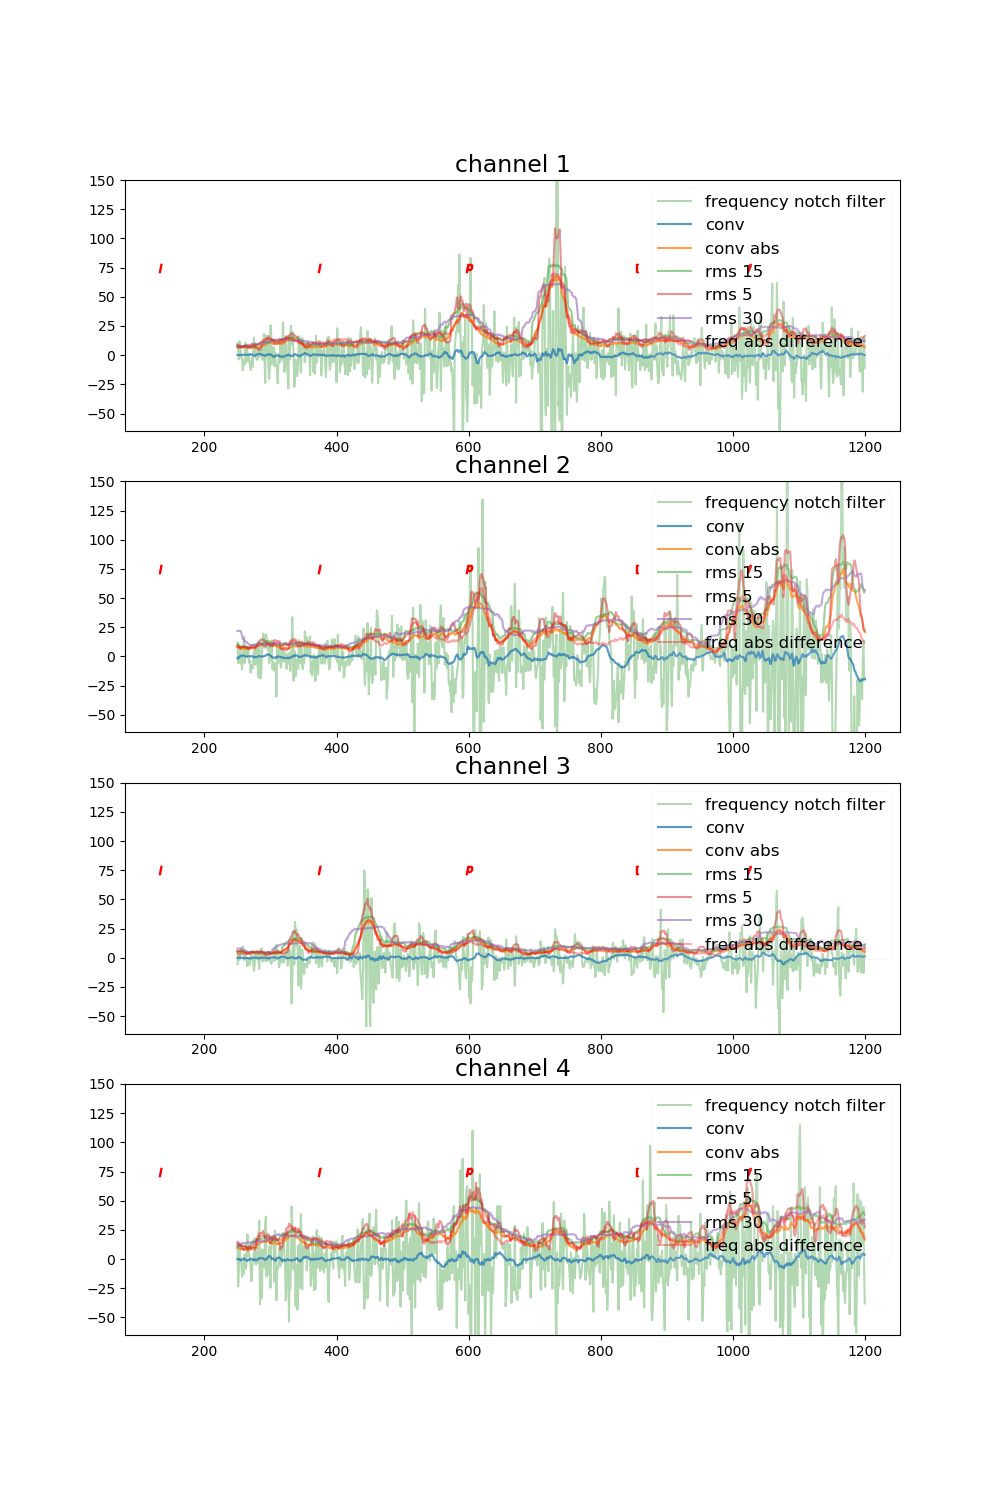 channel 1
150
125
100
75
50
25
0
−25
−50
frequency notch filter
conv
conv abs
rms 15
rms 5
rms 30
freq abs difference
p
200 400 600 800 1000 1200
channel 2
150
125
100
75
50
25
0
−25
−50
frequency notch filter
conv
conv abs
rms 15
rms 5
rms 30
freq abs difference
p
200 400 600 800 1000 1200
channel 3
150
125
100
75
50
25
0
−25
−50
frequency notch filter
conv
conv abs
rms 15
rms 5
rms 30
freq abs difference
p
200 400 600 800 1000 1200
channel 4
150
125
100
75
50
25
0
−25
−50
frequency notch filter
conv
conv abs
rms 15
rms 5
rms 30
freq abs difference
p
200 400 600 800 1000 1200